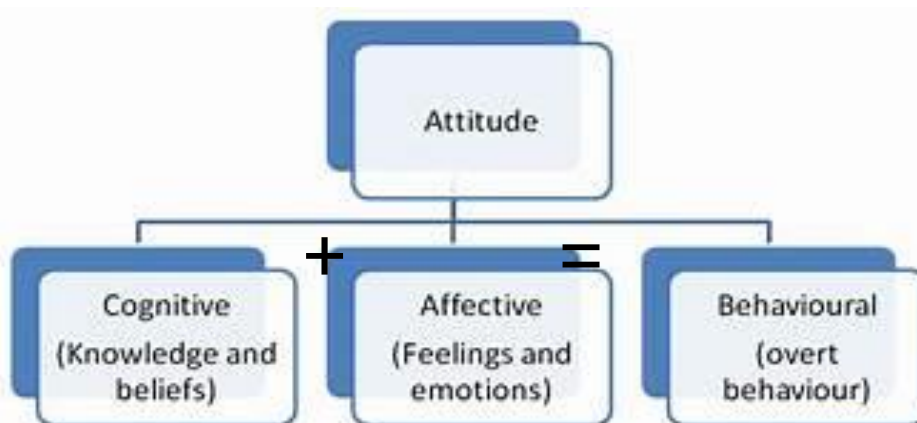 Attitude
+
=
Cognitive
(Knowledge and
beliefs)
Affective
(Feelings and
emotions)
Behavioural
(overt
behaviour)